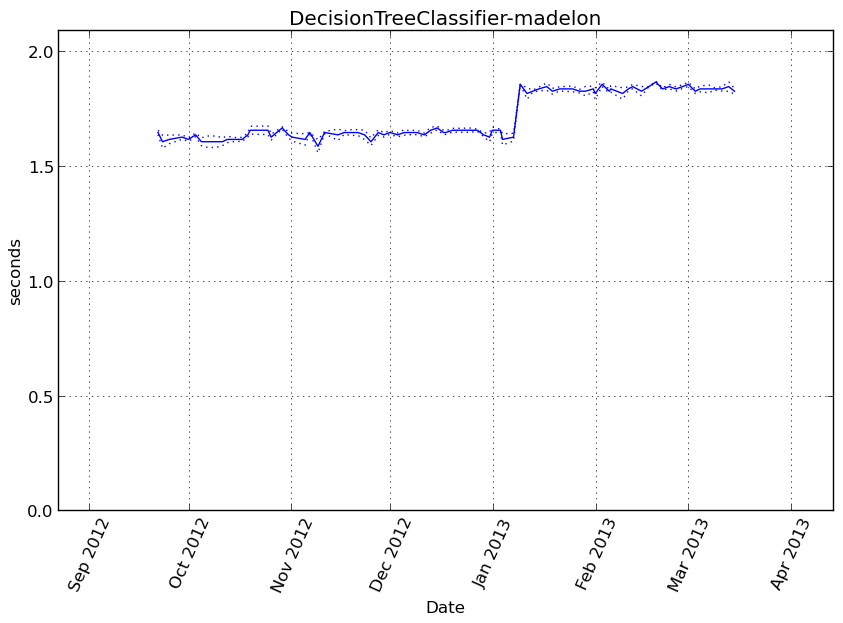 DecisionTreeClassifier-madelon
2.0
1.5
1.0
0.5
0.0
seconds
Sep 2012
Oct 2012
Nov 2012
Dec 2012
Jan 2013
Feb 2013
Mar 2013
Apr 2013
Date